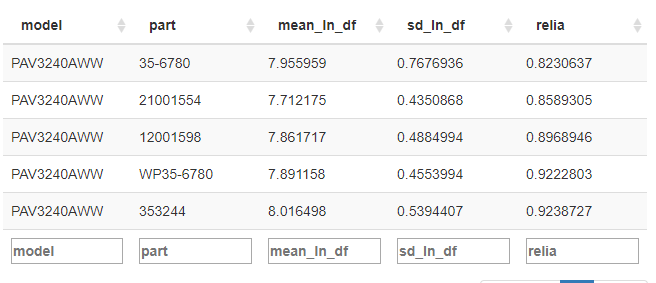 model part mean_ln_df sd_ln_df relia
PAV3240AWW 35-6780 7.955959 0.7676936 0.8230637
PAV3240AWW 21001554 7.712175 0.4350868 0.8589305
PAV3240AWW 12001598 7.861717 0.4884994 0.8968946
PAV3240AWW WP35-6780 7.891158 0.4553994 0.9222803
PAV3240AWW 353244 8.016498 0.5394407 0.9238727
model part mean_ln_df sd_ln_df relia